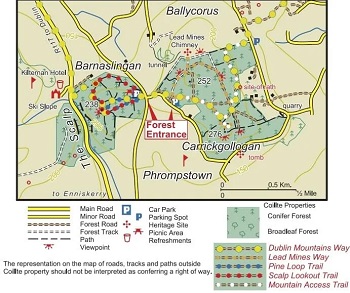 Ballycorus
R117 to Dublin
Lead Mines
Chimney
P
Kilternan Hotel
Barnaslingan
tunnel
252
site of rath
Ski Slope
238
P
P
quarry
The Scalp
Forest
Entrance
276
Carrickgollogan
tomb
to Enniskerry
Phrompstown
0.5 Km.
½ Mile
Main Road
Minor Road
Forest Road
Forest Track
Path
Viewpoint
P Car Park
P Parking Spot
Heritage Site
Picnic Area
Refreshments
Coillte Properties
Conifer Forest
Broadleaf Forest
The representation on the map of roads, tracks and paths outside
Coillte property should not be interpreted as conferring a right of way.
Dublin Mountains Way
Lead Mines Way
Pine Loop Trail
Scalp Lookout Trail
Mountain Access Trail